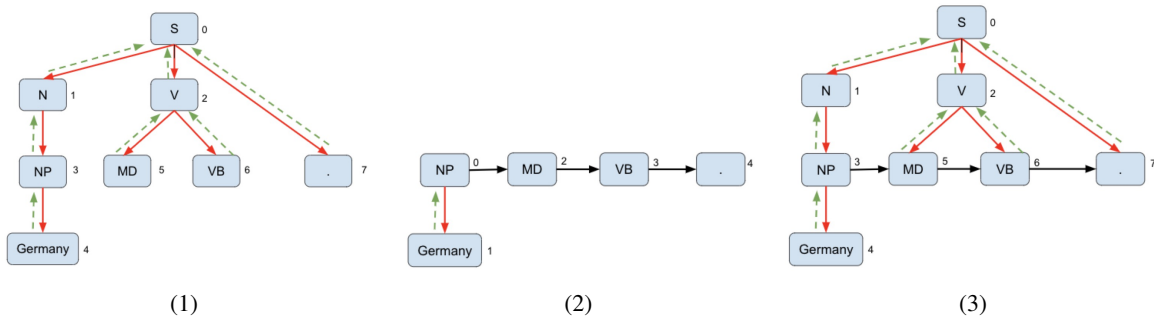 S 0
N 1
V 2
NP 3
MD 5
VB 6
. 7
Germany 4
(1)
NP 0
MD 2
VB 3
. 4
Germany 1
(2)
S 0
N 1
V 2
NP 3
MD 5
VB 6
. 7
Germany 4
(3)